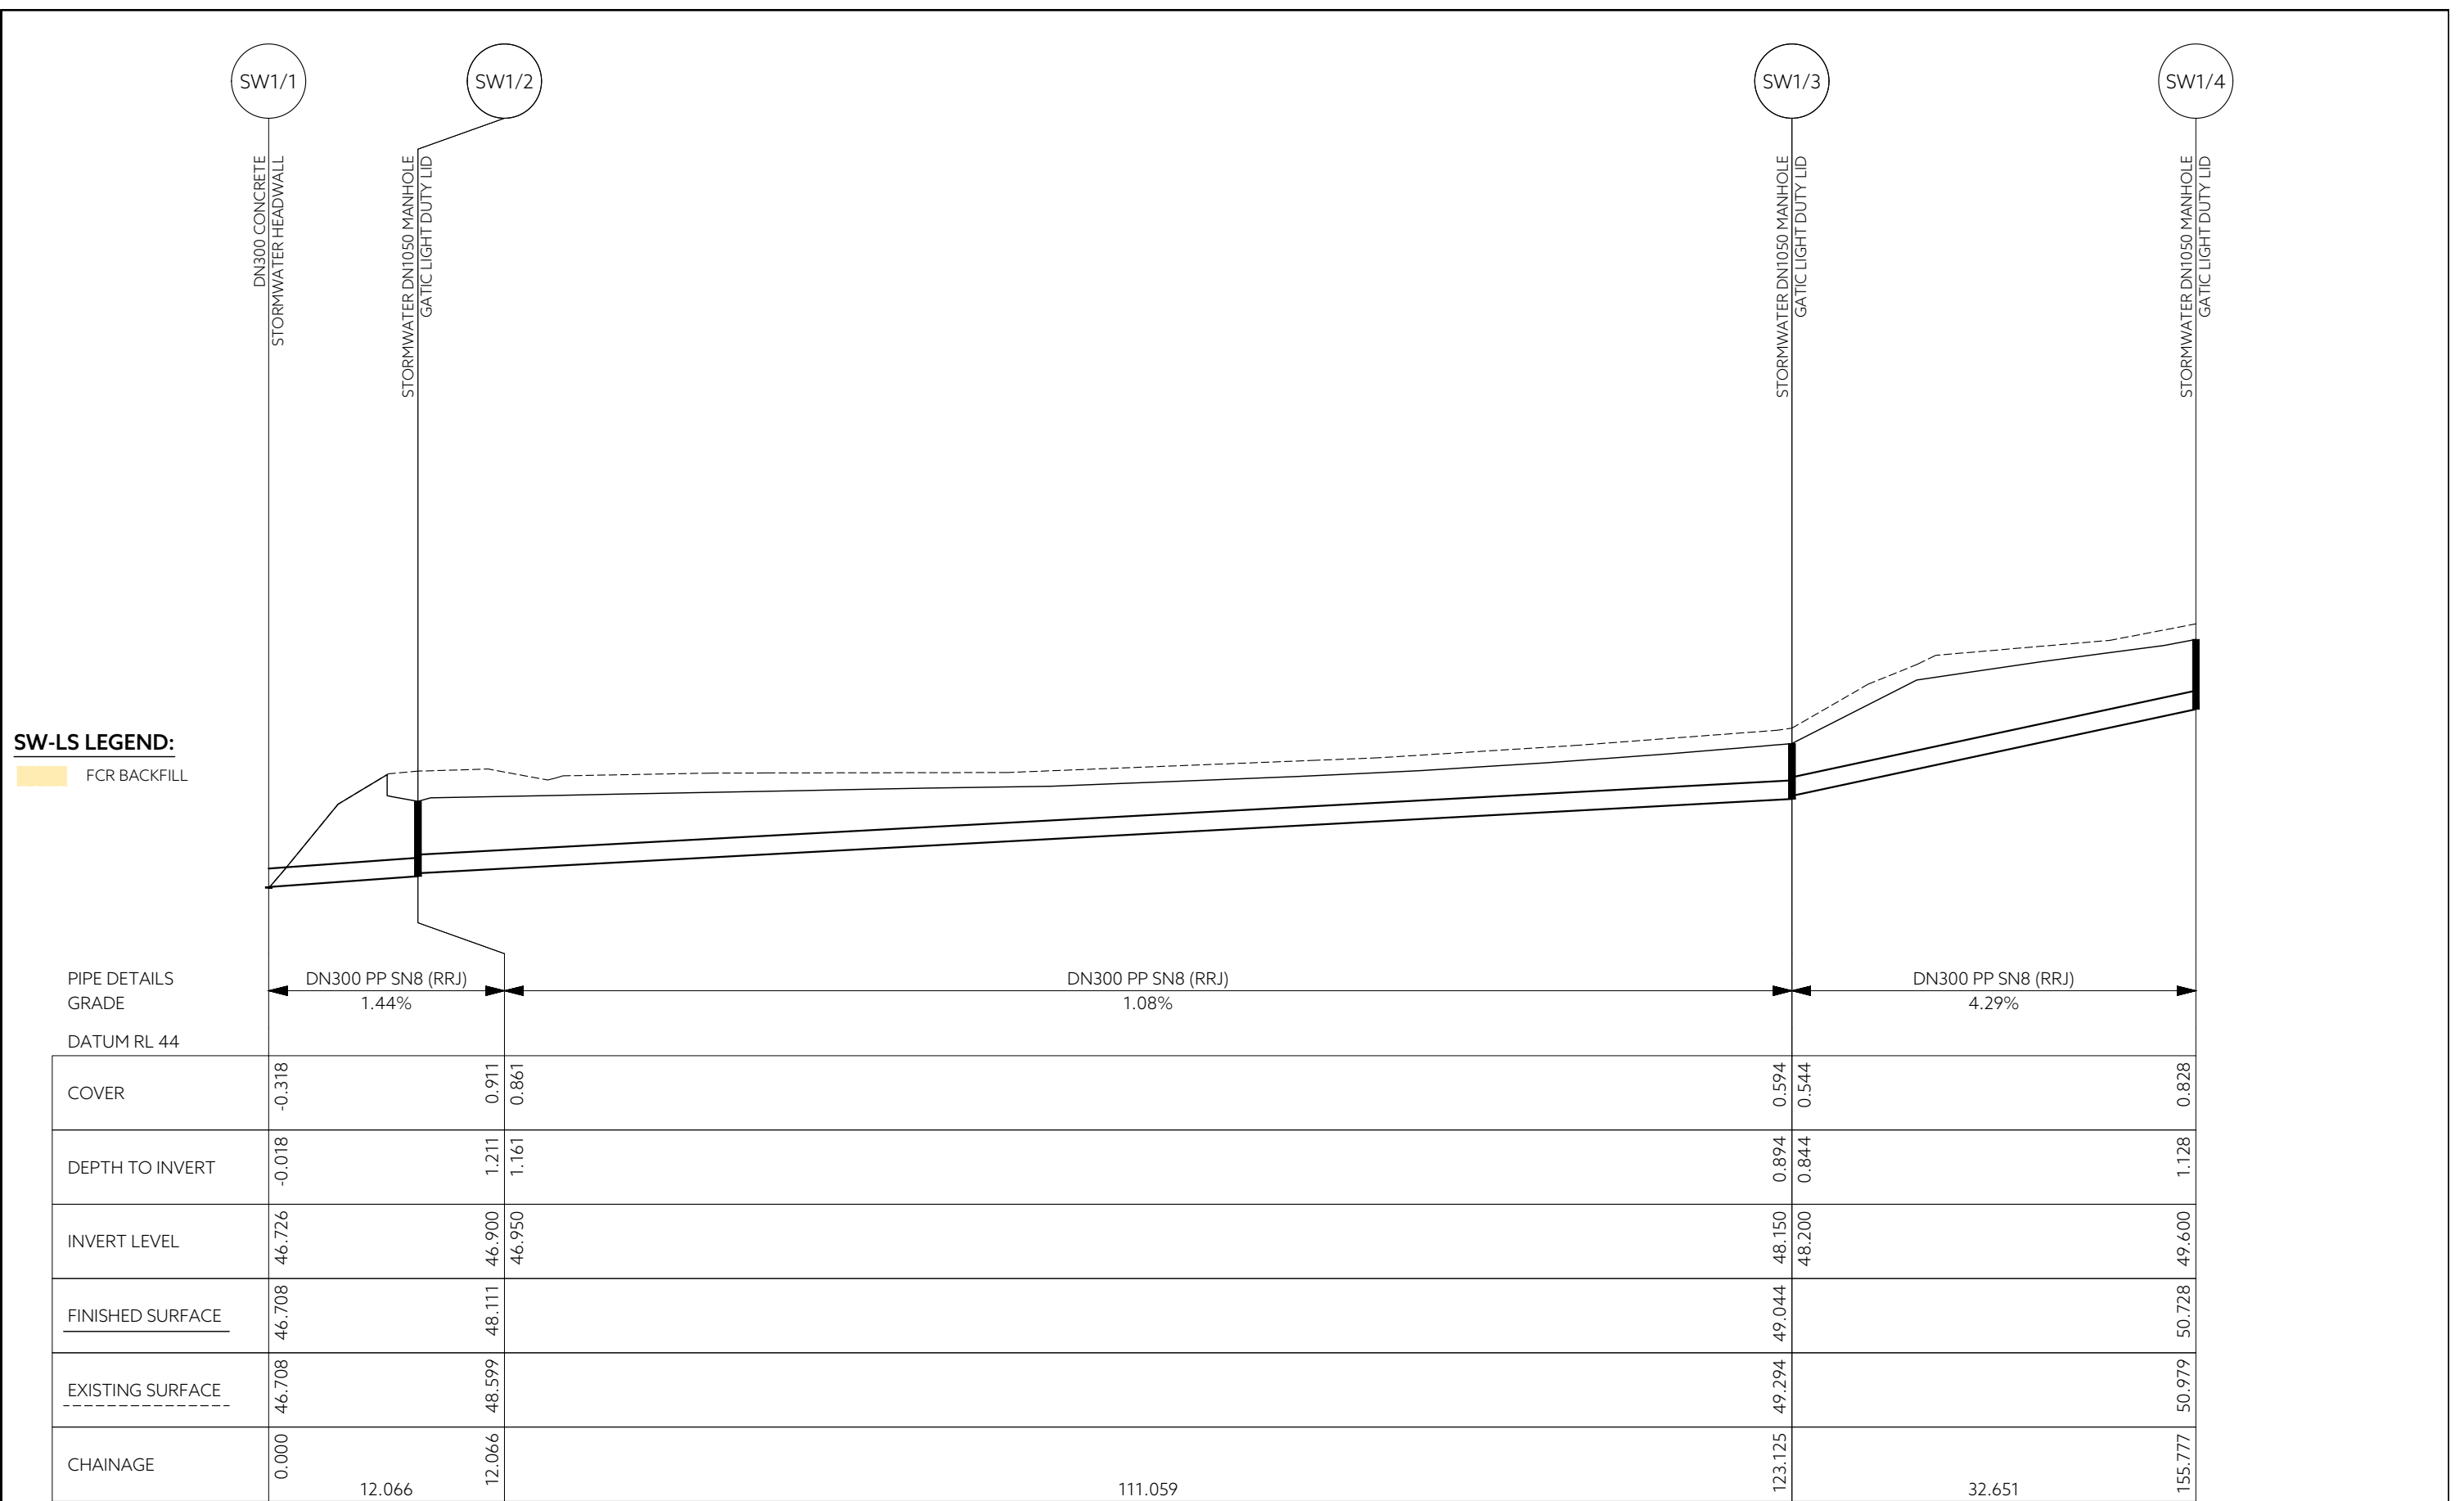 SW1/1
SW1/2
SW1/3
SW1/4
DN300 CONCRETE
STORMWATER HEADWALL
STORMWATER DN1050 MANHOLE
GATIC LIGHT DUTY LID
STORMWATER DN1050 MANHOLE
GATIC LIGHT DUTY LID
STORMWATER DN1050 MANHOLE
GATIC LIGHT DUTY LID
SW-LS LEGEND:
FCR BACKFILL
PIPE DETAILS DN300 PP SN8 (RRJ) DN300 PP SN8 (RRJ) DN300 PP SN8 (RRJ)
GRADE 1.44% 1.08% 4.29%
DATUM RL 44
COVER -0.318 0.911 0.861 0.594 0.544 0.828
DEPTH TO INVERT -0.018 1.211 1.161 0.894 0.844 1.128
INVERT LEVEL 46.726 46.900 46.950 48.150 48.200 49.600
FINISHED SURFACE 46.708 48.111 49.044 50.728
EXISTING SURFACE 46.708 48.599 49.294 50.979
CHAINAGE 0.000 12.066 123.125 155.777
12.066 111.059 32.651